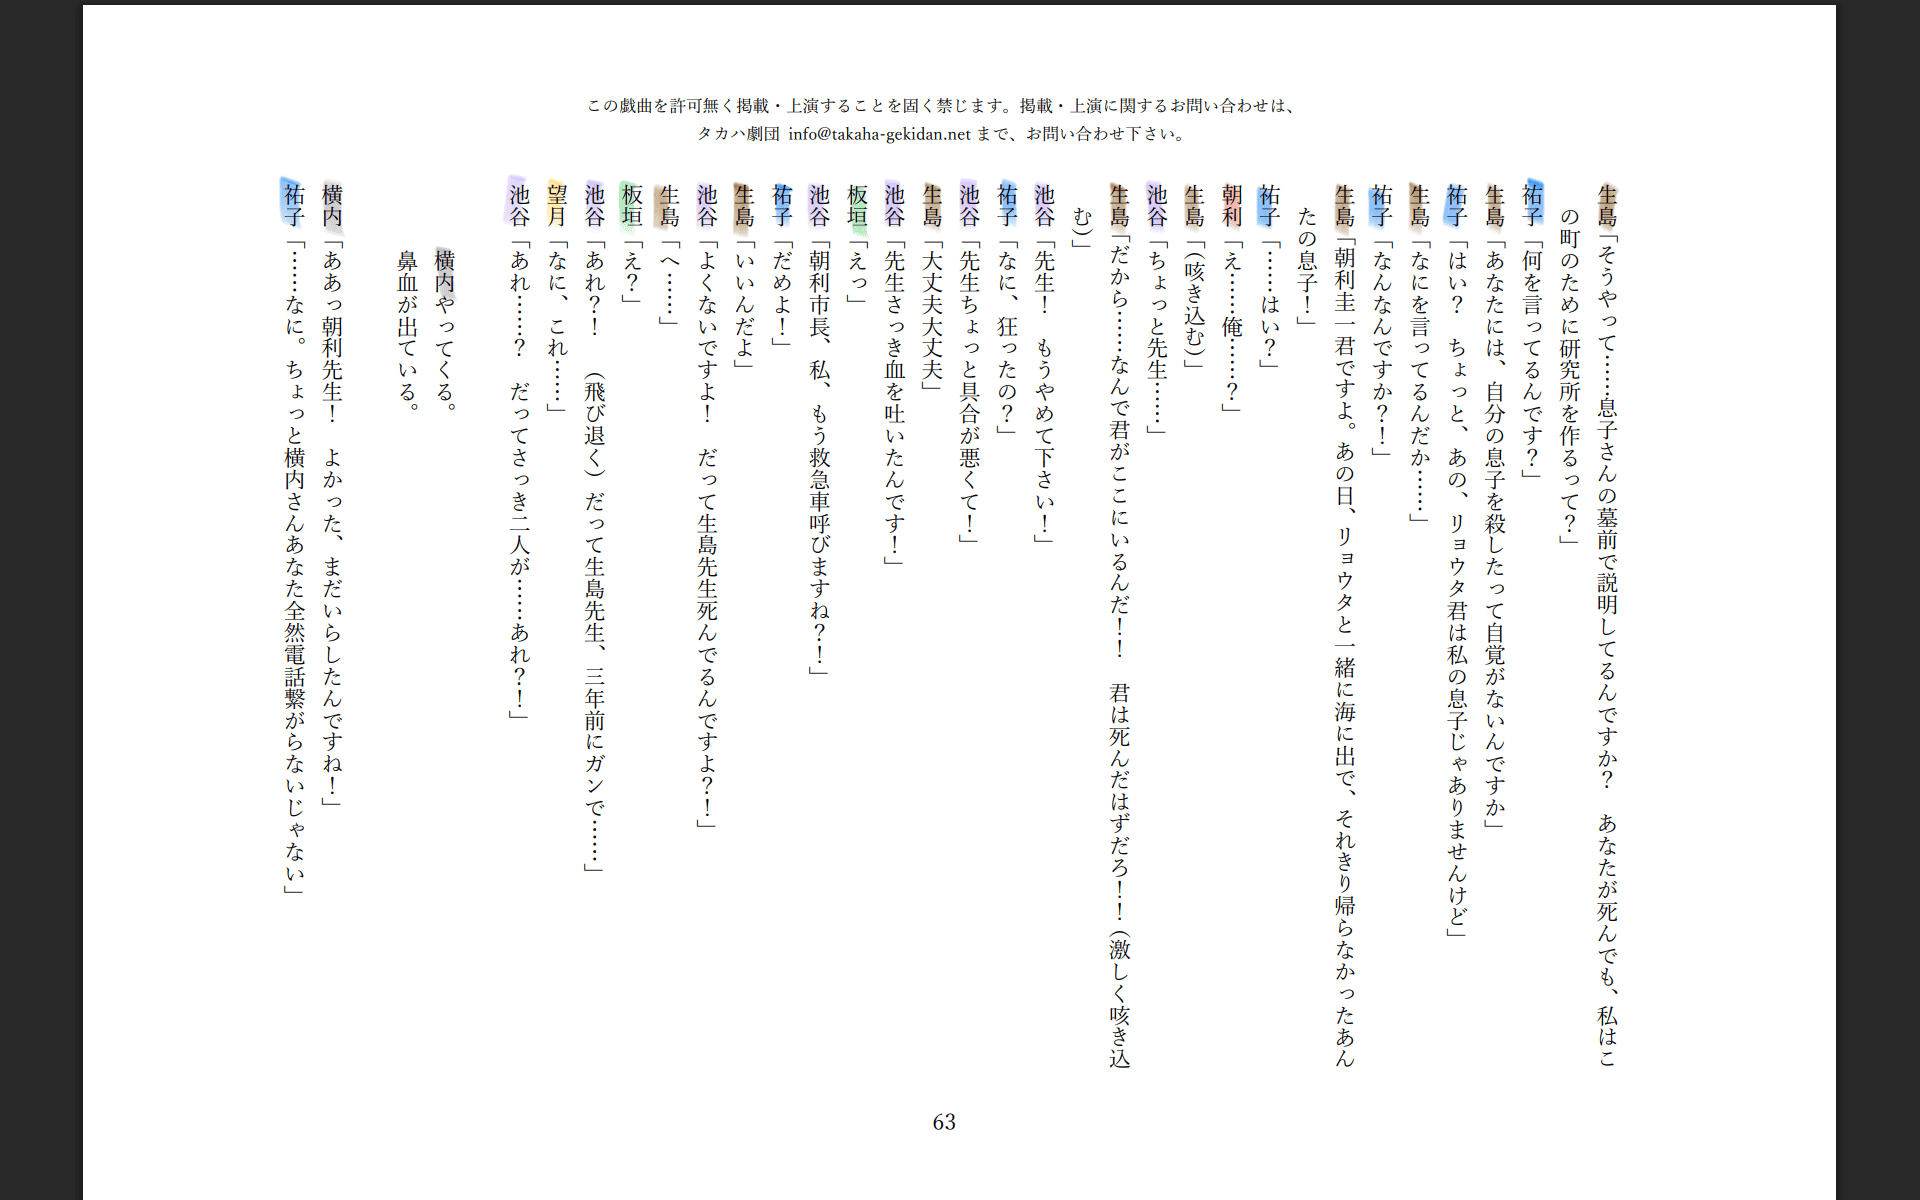 この戯曲を許可無く掲載・上演することを固く禁じます。掲載・上演に関するお問い合わせは、
タカハ劇団 info@takaha-gekidan.net まで、お問い合わせ下さい。
生島「そうやって……息子さんの墓前で説明してるんですか？　あなたが死んでも、私はこ
の町のために研究所を作るって？」
祐子「何を言ってるんです？」
生島「あなたには、自分の息子を殺したって自覚がないんですか」
祐子「はい？　ちょっと、あの、リョウタ君は私の息子じゃありませんけど」
生島「なにを言ってるんだか……」
祐子「なんなんですか？！」
生島「朝利圭一君ですよ。あの日、リョウタと一緒に海に出で、それきり帰らなかったあん
たの息子！」
祐子「……はい？」
朝利「え……俺……？」
生島「（咳き込む）」
池谷「ちょっと先生……」
生島「だから……なんで君がここにいるんだ！！　君は死んだはずだろ！！（激しく咳き込
む）」
池谷「先生！　もうやめて下さい！」
祐子「なに、狂ったの？」
池谷「先生ちょっと具合が悪くて！」
生島「大丈夫大丈夫」
池谷「先生さっき血を吐いたんです！」
板垣「えっ」
池谷「朝利市長、私、もう救急車呼びますね？！」
祐子「だめよ！」
生島「いいんだよ」
池谷「よくないですよ！　だって生島先生死んでるんですよ？！」
生島「へ……」
板垣「え？」
池谷「あれ？！　（飛び退く）だって生島先生、三年前にガンで……」
望月「なに、これ……」
池谷「あれ……？　だってさっき二人が……あれ？！」
横内やってくる。
鼻血が出ている。
横内「ああっ朝利先生！　よかった、まだいらしたんですね！」
祐子「……なに。ちょっと横内さんあなた全然電話繋がらないじゃない」
63